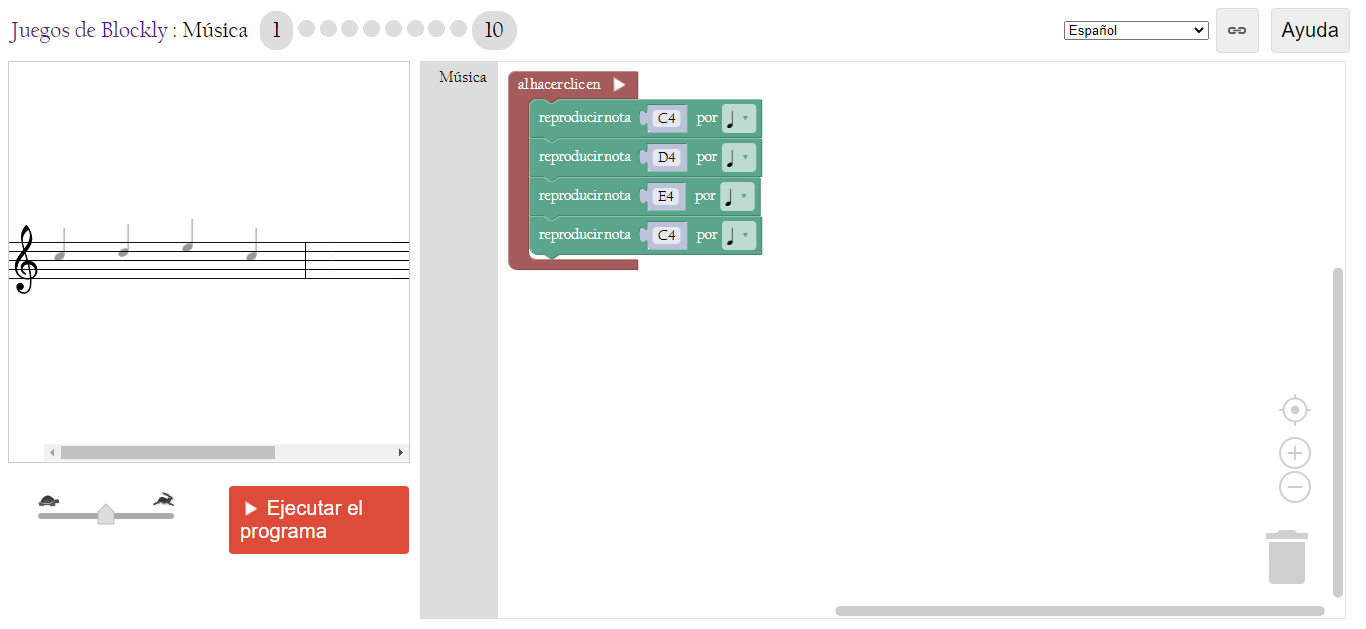 Juegos de Blockly : Música 1 10 Español Ayuda
Música
al hacer clic en
reproducir nota C4 por
reproducir nota D4 por
reproducir nota E4 por
reproducir nota C4 por
Ejecutar el
programa